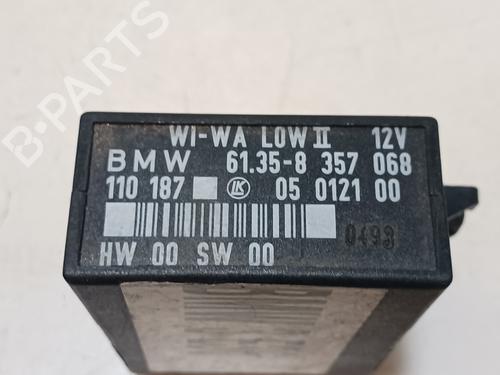 WI-WA LOW II 12V
BMW 61.35-8 357 068
110 187 LK 05 0121 00
0493
HW 00 SW 00
B-PARTS